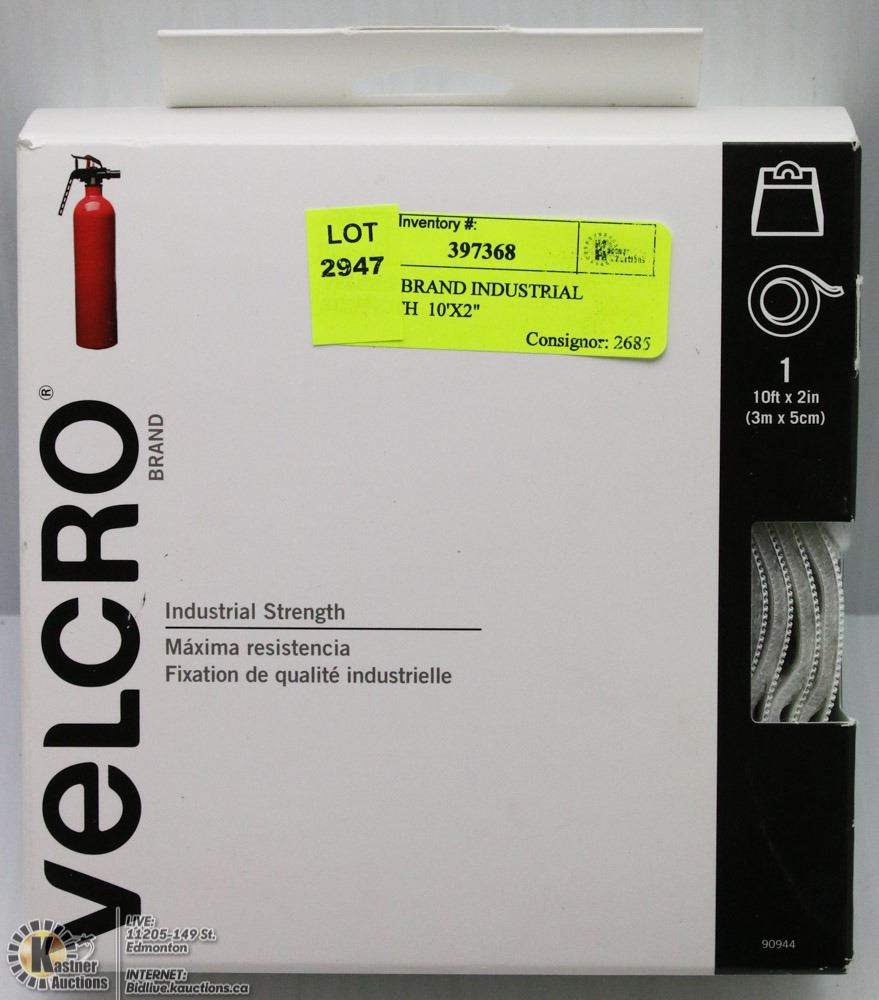 LOT
2947
Inventory #:
397368
BRAND INDUSTRIAL
TH 10'X2"
Consignor: 2685
1
10ft x 2in
(3m x 5cm)
VELCRO®
BRAND
Industrial Strength
Máxima resistencia
Fixation de qualité industrielle
90944
Kastner
Auctions
LIVE:
11205-149 St.
Edmonton
INTERNET:
Bidlive.kauctions.ca